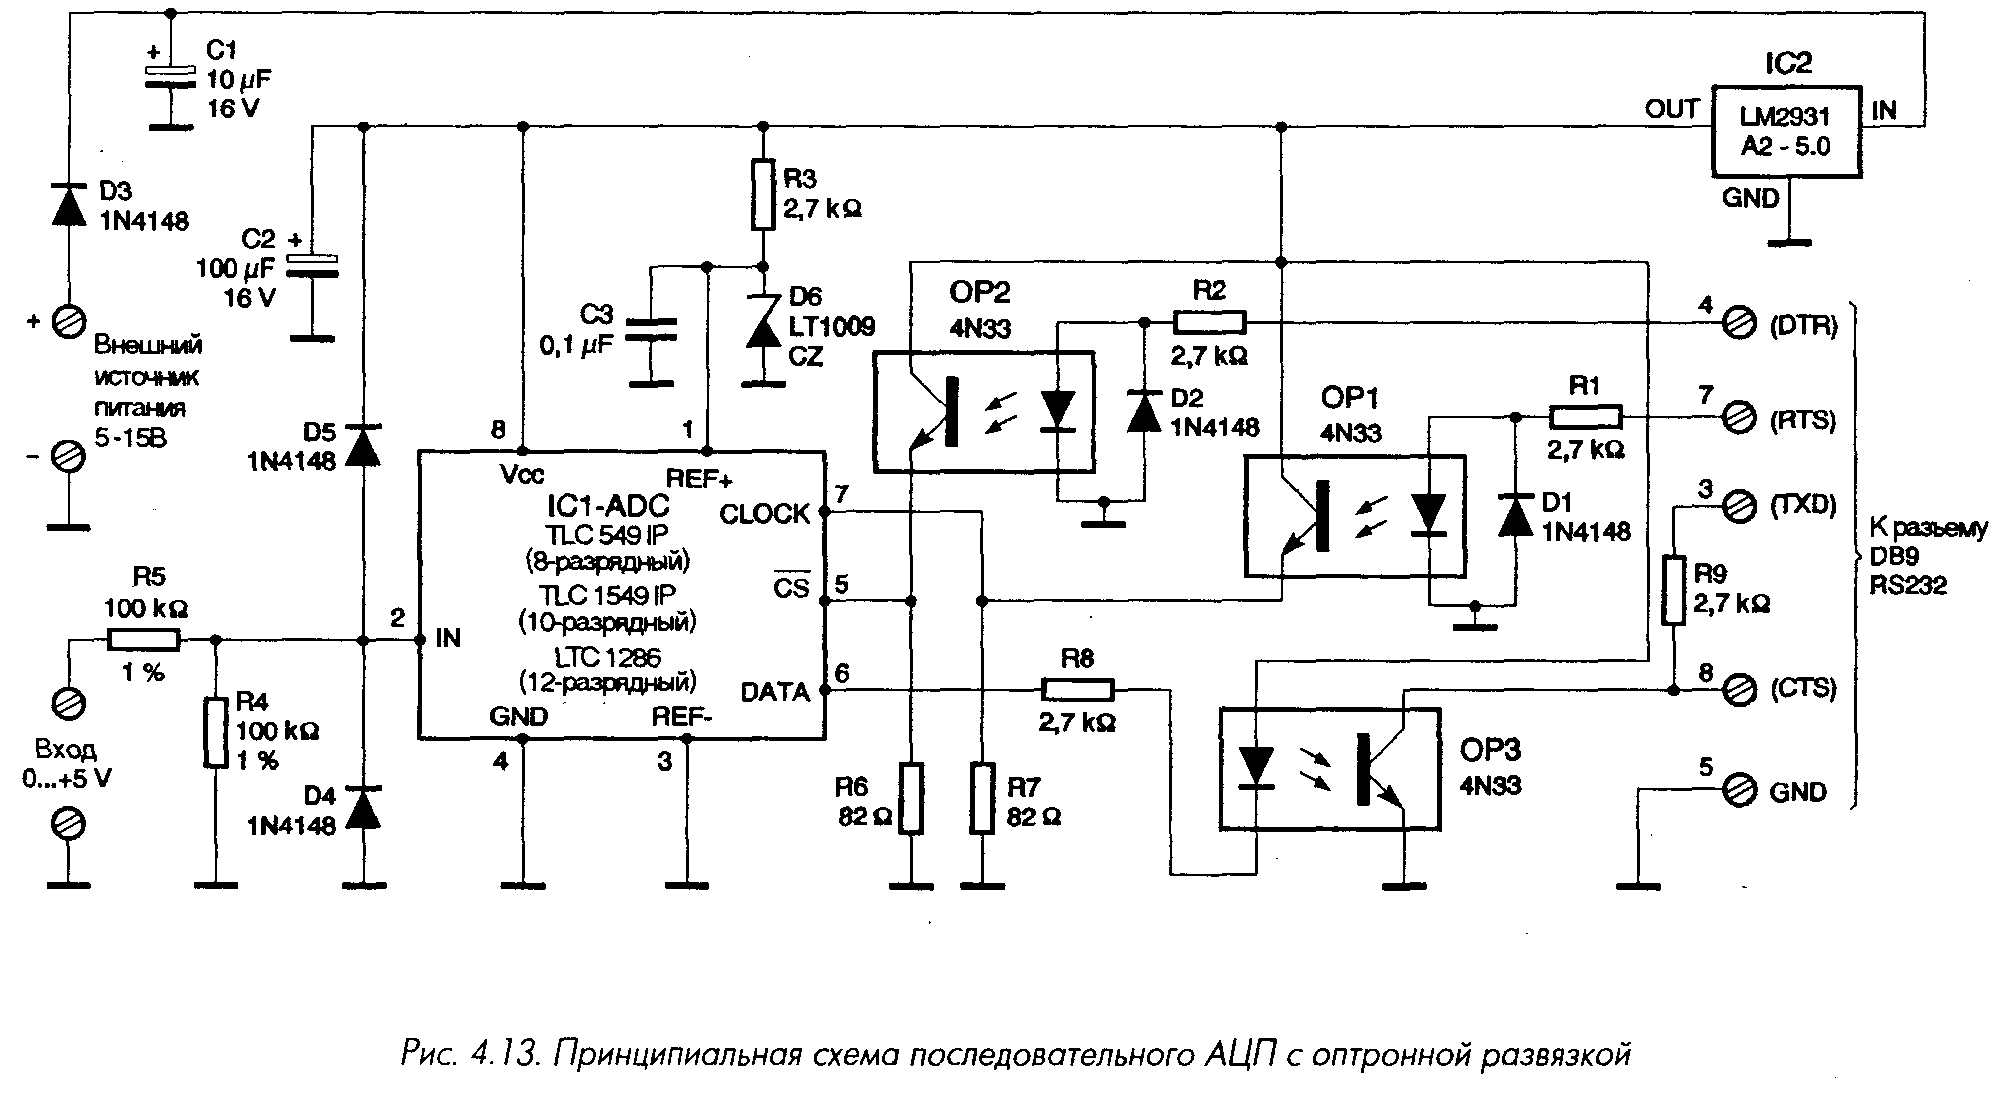 + C1
10 µF
16 V
IC2
OUT
LM2931
A2 - 5.0
IN
GND
D3
1N4148
C2 +
100 µF
16 V
R3
2,7 kΩ
+
Внешний
источник
питания
5-15В
–
C3
0,1 µF
D6
LT1009
CZ
OP2
4N33
R2
2,7 kΩ
D2
1N4148
4
(DTR)
OP1
4N33
R1
2,7 kΩ
7
(RTS)
D1
1N4148
3
(TXD)
К разъему
DB9
RS232
R9
2,7 kΩ
8
(CTS)
5
GND
D5
1N4148
8
1
Vcc
REF+
IC1-ADC
TLC 549 IP
(8-разрядный)
TLC 1549 IP
(10-разрядный)
LTC 1286
(12-разрядный)
CLOCK
7
CS
5
DATA
6
2
IN
GND
REF-
4
3
R5
100 kΩ
1 %
R4
100 kΩ
1 %
Вход
0...+5 V
D4
1N4148
R8
2,7 kΩ
R6
82 Ω
R7
82 Ω
OP3
4N33
Рис. 4.13. Принципиальная схема последовательного АЦП с оптронной развязкой